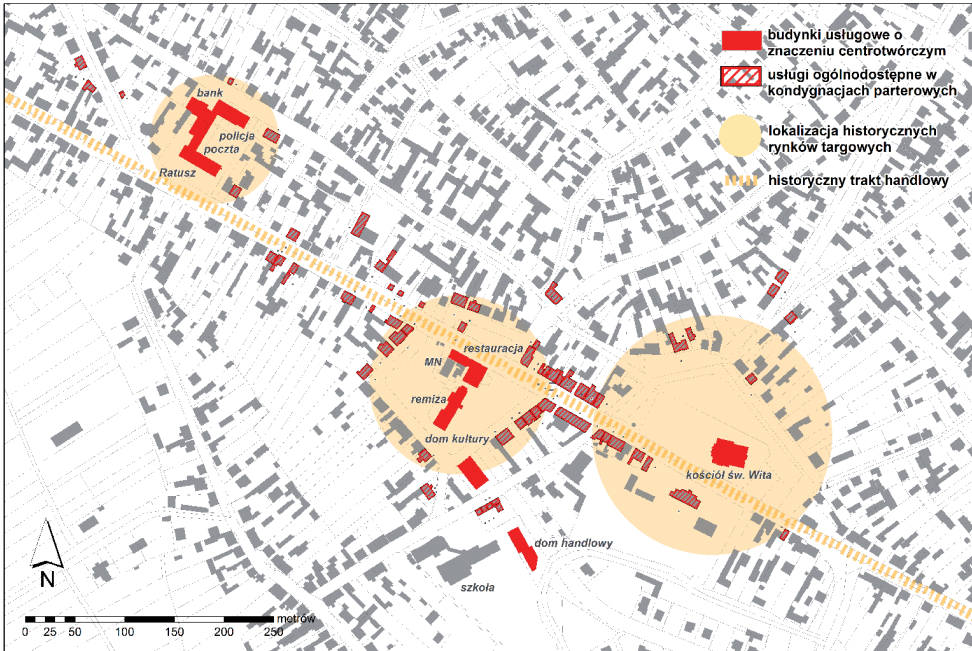 budynki usługowe o
znaczeniu centrotwórczym
usługi ogólnodostępne w
kondygnacjach parterowych
lokalizacja historycznych
rynków targowych
historyczny trakt handlowy
bank
policja
poczta
Ratusz
restauracja
MN
remiza
dom kultury
kościół św. Wita
dom handlowy
szkoła
N
metrów
0 25 50 100 150 200 250